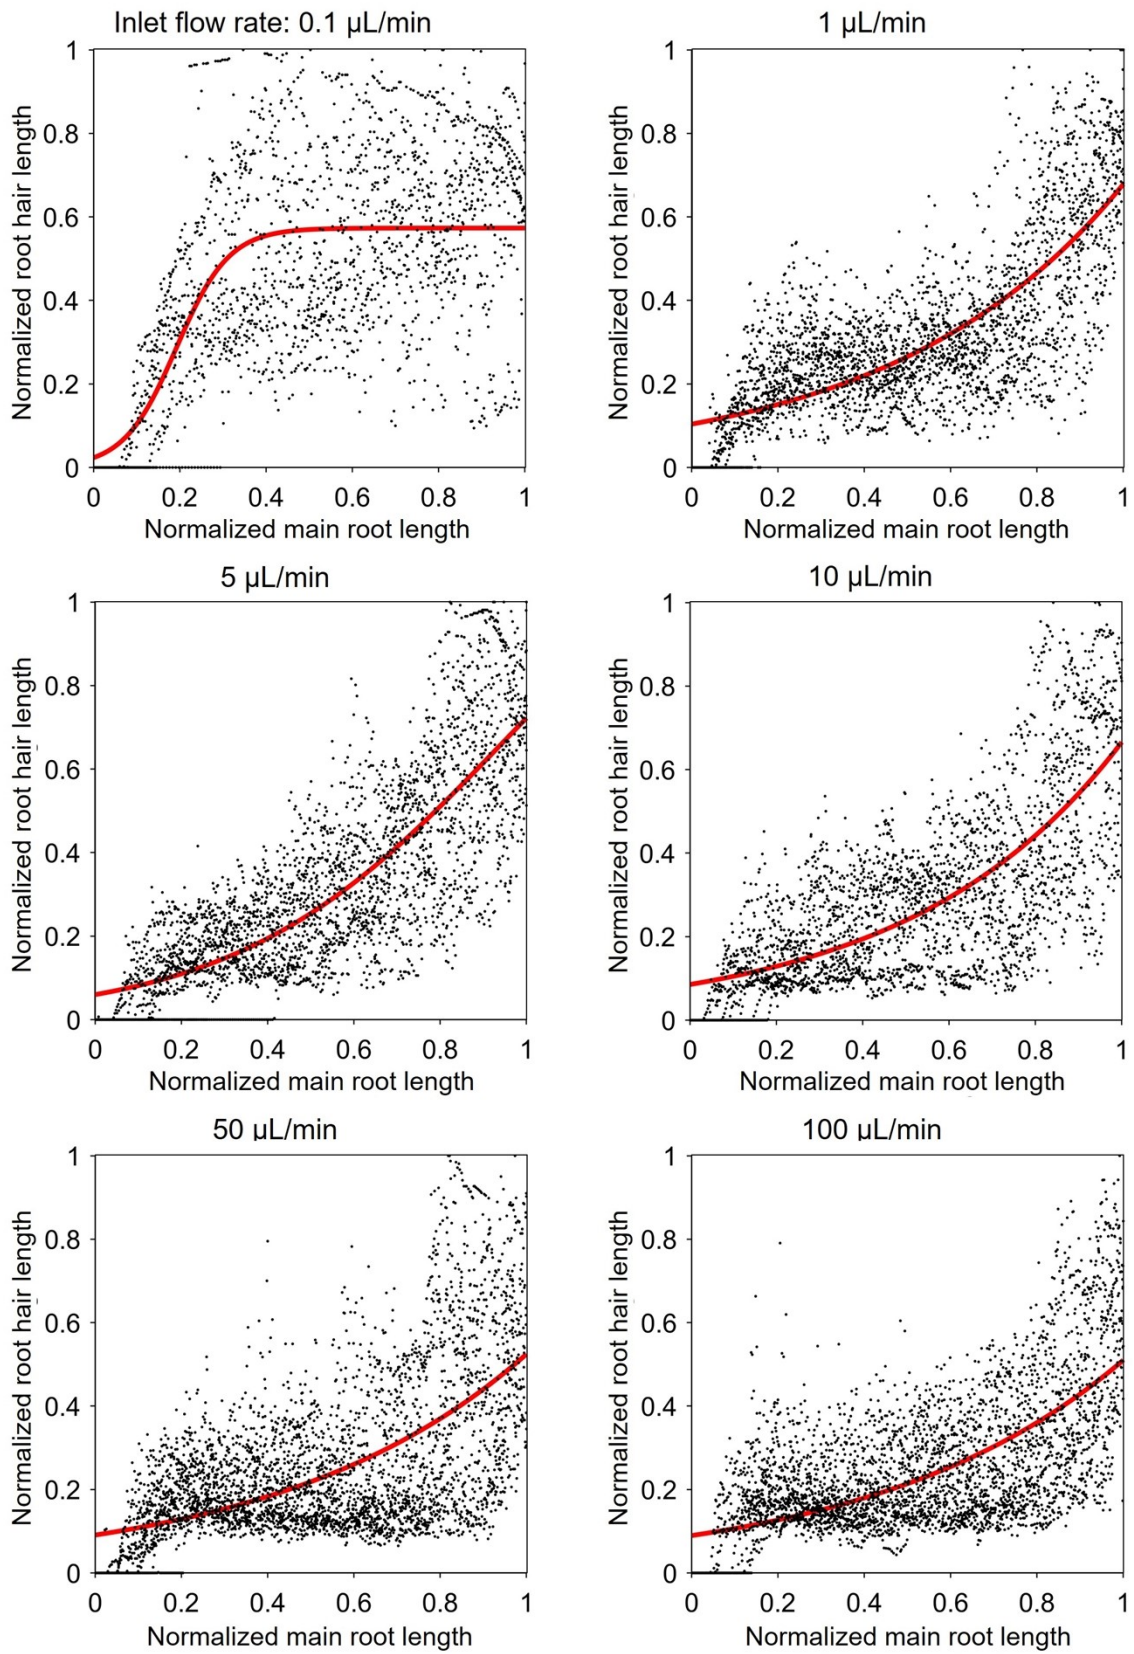 Inlet flow rate: 0.1 µL/min
1
0.8
0.6
0.4
0.2
0
Normalized root hair length
0 0.2 0.4 0.6 0.8 1
Normalized main root length
1 µL/min
1
0.8
0.6
0.4
0.2
0
Normalized root hair length
0 0.2 0.4 0.6 0.8 1
Normalized main root length
5 µL/min
1
0.8
0.6
0.4
0.2
0
Normalized root hair length
0 0.2 0.4 0.6 0.8 1
Normalized main root length
10 µL/min
1
0.8
0.6
0.4
0.2
0
Normalized root hair length
0 0.2 0.4 0.6 0.8 1
Normalized main root length
50 µL/min
1
0.8
0.6
0.4
0.2
0
Normalized root hair length
0 0.2 0.4 0.6 0.8 1
Normalized main root length
100 µL/min
1
0.8
0.6
0.4
0.2
0
Normalized root hair length
0 0.2 0.4 0.6 0.8 1
Normalized main root length